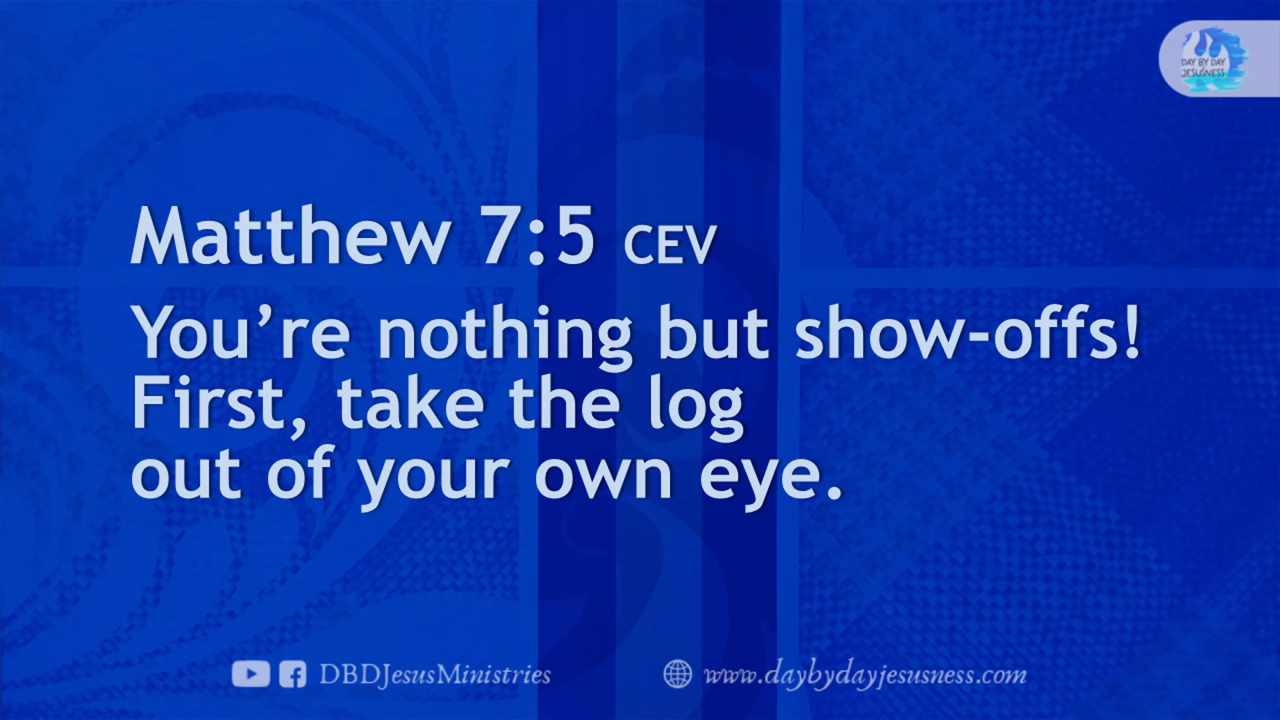 DAY BY DAY
JESUSNESS
Matthew 7:5 CEV
You’re nothing but show-offs!
First, take the log
out of your own eye.
DBDJesusMinistries
www.daybydayjesusness.com